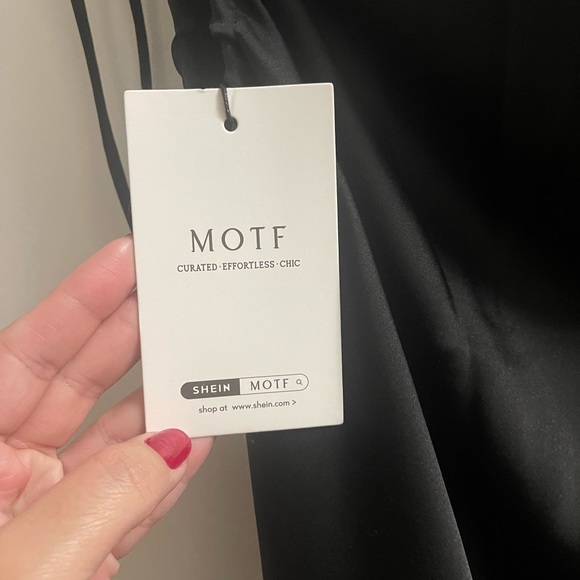 MOTF
CURATED·EFFORTLESS·CHIC
SHEIN MOTF
shop at www.shein.com >